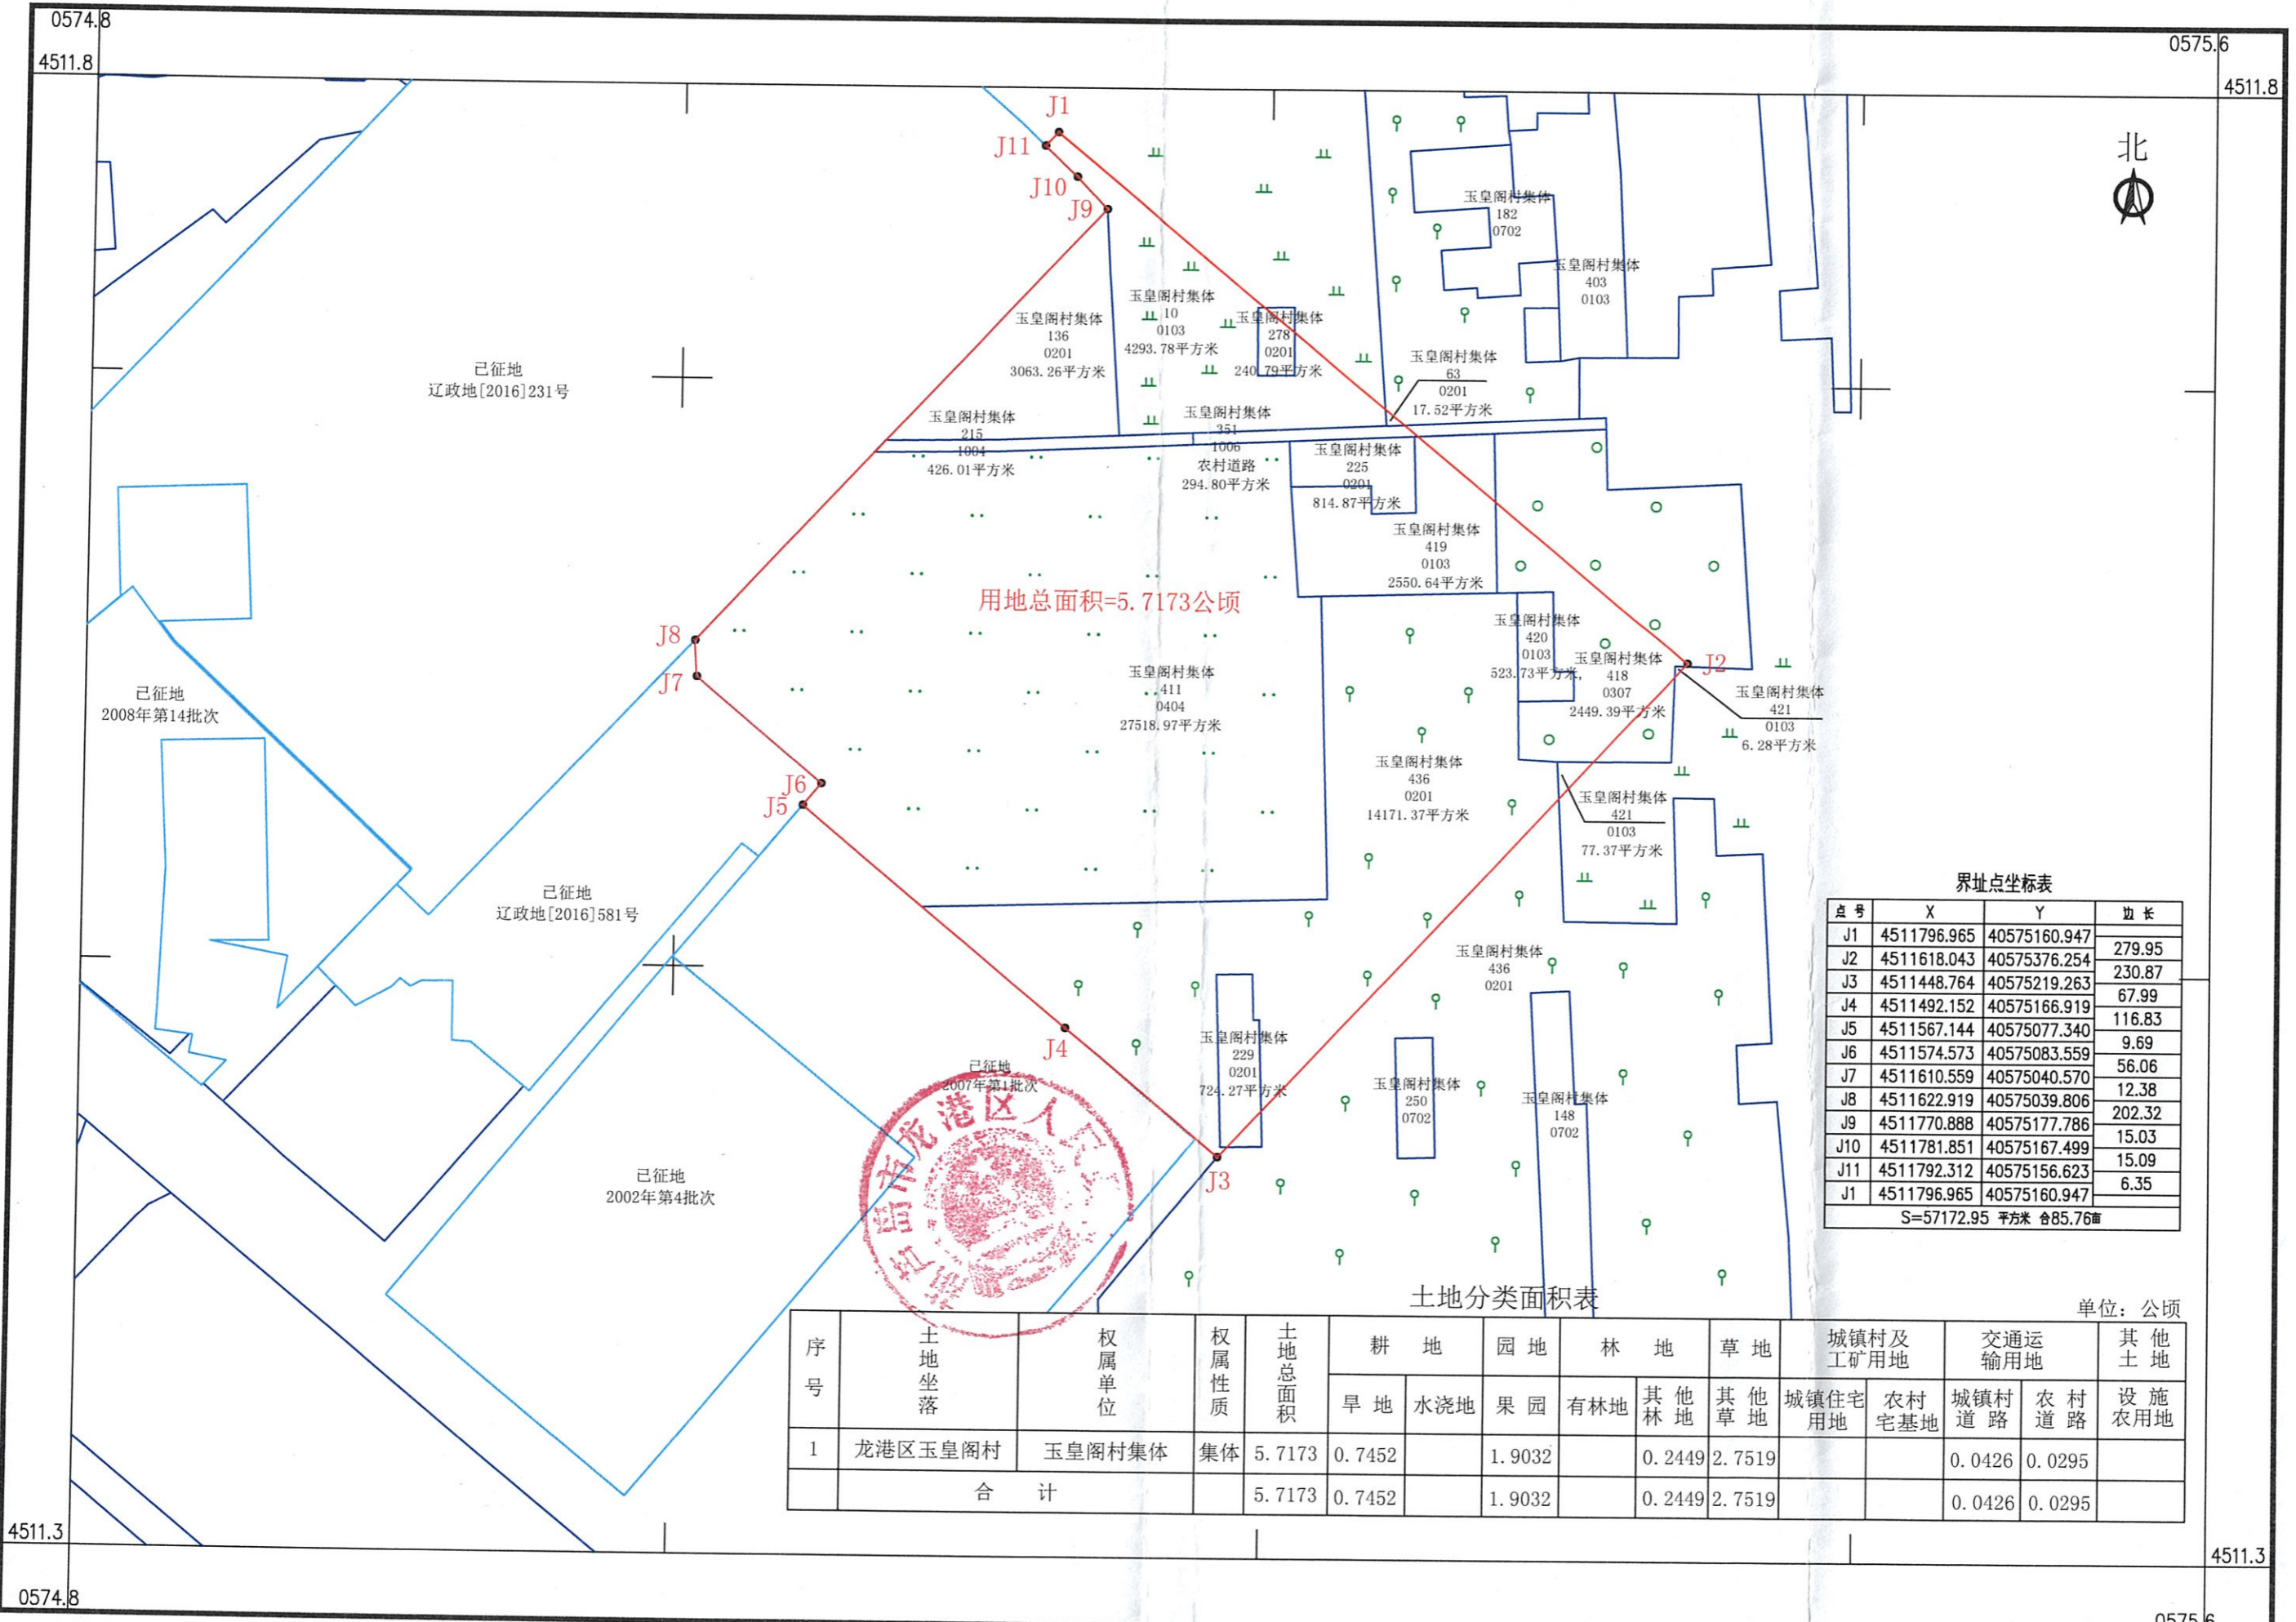 0574.8
0575.6
4511.8
4511.8
北
J1
J11
J10
J9
玉皇阁村集体
182
0702
玉皇阁村集体
403
0103
玉皇阁村集体
136
0201
3063.26平方米
玉皇阁村集体
10
0103
4293.78平方米
玉皇阁村集体
278
0201
240.79平方米
玉皇阁村集体
63
0201
17.52平方米
已征地
辽政地[2016]231号
玉皇阁村集体
215
1004
426.01平方米
玉皇阁村集体
351
1006
农村道路
294.80平方米
玉皇阁村集体
225
0201
814.87平方米
玉皇阁村集体
419
0103
2550.64平方米
用地总面积=5.7173公顷
J8
J7
玉皇阁村集体
420
0103
523.73平方米
玉皇阁村集体
418
0307
2449.39平方米
J2
玉皇阁村集体
421
0103
6.28平方米
已征地
2008年第14批次
玉皇阁村集体
411
0404
27518.97平方米
J6
J5
玉皇阁村集体
436
0201
14171.37平方米
玉皇阁村集体
421
0103
77.37平方米
已征地
辽政地[2016]581号
玉皇阁村集体
436
0201
J4
已征地
2007年第1批次
玉皇阁村集体
229
0201
724.27平方米
玉皇阁村集体
250
0702
玉皇阁村集体
148
0702
J3
已征地
2002年第4批次
市龙港区人
界址点坐标表
点号 X Y 边长
J1 4511796.965 40575160.947
279.95
J2 4511618.043 40575376.254
230.87
J3 4511448.764 40575219.263
67.99
J4 4511492.152 40575166.919
116.83
J5 4511567.144 40575077.340
9.69
J6 4511574.573 40575083.559
56.06
J7 4511610.559 40575040.570
12.38
J8 4511622.919 40575039.806
202.32
J9 4511770.888 40575177.786
15.03
J10 4511781.851 40575167.499
15.09
J11 4511792.312 40575156.623
6.35
J1 4511796.965 40575160.947
S=57172.95 平方米 合85.76亩
土地分类面积表
单位：公顷
序号 土地坐落 权属单位 权属性质 土地总面积 耕地 园地 林地 草地 城镇村及工矿用地 交通运输用地 其他土地
旱地 水浇地 果园 有林地 其他林地 其他草地 城镇住宅用地 农村宅基地 城镇村道路 农村道路 设施农用地
1 龙港区玉皇阁村 玉皇阁村集体 集体 5.7173 0.7452 1.9032 0.2449 2.7519 0.0426 0.0295
合计 5.7173 0.7452 1.9032 0.2449 2.7519 0.0426 0.0295
4511.3
4511.3
0574.8
0575.6